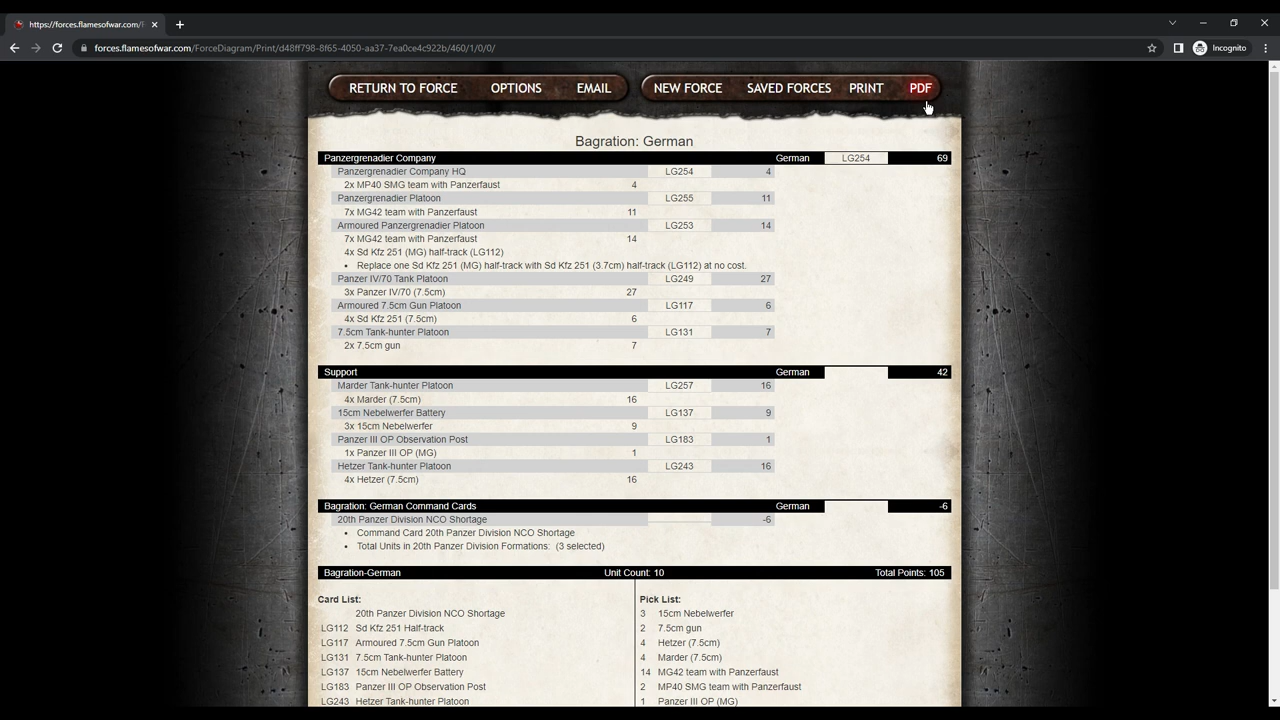 https://forces.flamesofwar.com/
forces.flamesofwar.com/ForceDiagram/Print/d48ff798-8f65-4050-aa37-7ea0ce4c922b/460/1/0/0/
Incognito
RETURN TO FORCE OPTIONS EMAIL NEW FORCE SAVED FORCES PRINT PDF
Bagration: German
Panzergrenadier Company German LG254 69
Panzergrenadier Company HQ LG254 4
2x MP40 SMG team with Panzerfaust 4
Panzergrenadier Platoon LG255 11
7x MG42 team with Panzerfaust 11
Armoured Panzergrenadier Platoon LG253 14
7x MG42 team with Panzerfaust 14
4x Sd Kfz 251 (MG) half-track (LG112)
• Replace one Sd Kfz 251 (MG) half-track with Sd Kfz 251 (3.7cm) half-track (LG112) at no cost.
Panzer IV/70 Tank Platoon LG249 27
3x Panzer IV/70 (7.5cm) 27
Armoured 7.5cm Gun Platoon LG117 6
4x Sd Kfz 251 (7.5cm) 6
7.5cm Tank-hunter Platoon LG131 7
2x 7.5cm gun 7
Support German 42
Marder Tank-hunter Platoon LG257 16
4x Marder (7.5cm) 16
15cm Nebelwerfer Battery LG137 9
3x 15cm Nebelwerfer 9
Panzer III OP Observation Post LG183 1
1x Panzer III OP (MG) 1
Hetzer Tank-hunter Platoon LG243 16
4x Hetzer (7.5cm) 16
Bagration: German Command Cards German -6
20th Panzer Division NCO Shortage -6
• Command Card 20th Panzer Division NCO Shortage
• Total Units in 20th Panzer Division Formations: (3 selected)
Bagration-German Unit Count: 10 Total Points: 105
Card List:
20th Panzer Division NCO Shortage
LG112 Sd Kfz 251 Half-track
LG117 Armoured 7.5cm Gun Platoon
LG131 7.5cm Tank-hunter Platoon
LG137 15cm Nebelwerfer Battery
LG183 Panzer III OP Observation Post
LG243 Hetzer Tank-hunter Platoon
Pick List:
3 15cm Nebelwerfer
2 7.5cm gun
4 Hetzer (7.5cm)
4 Marder (7.5cm)
14 MG42 team with Panzerfaust
2 MP40 SMG team with Panzerfaust
1 Panzer III OP (MG)